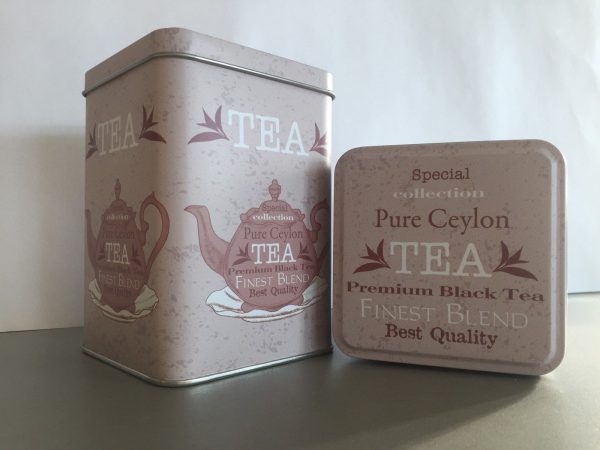 TEA
TEA
TEA
Special
collection
Pure Ceylon
TEA
Premium Black Tea
FINEST BLEND
Best Quality
Special
collection
Pure Ceylon
TEA
Premium Black Tea
FINEST BLEND
Best Quality